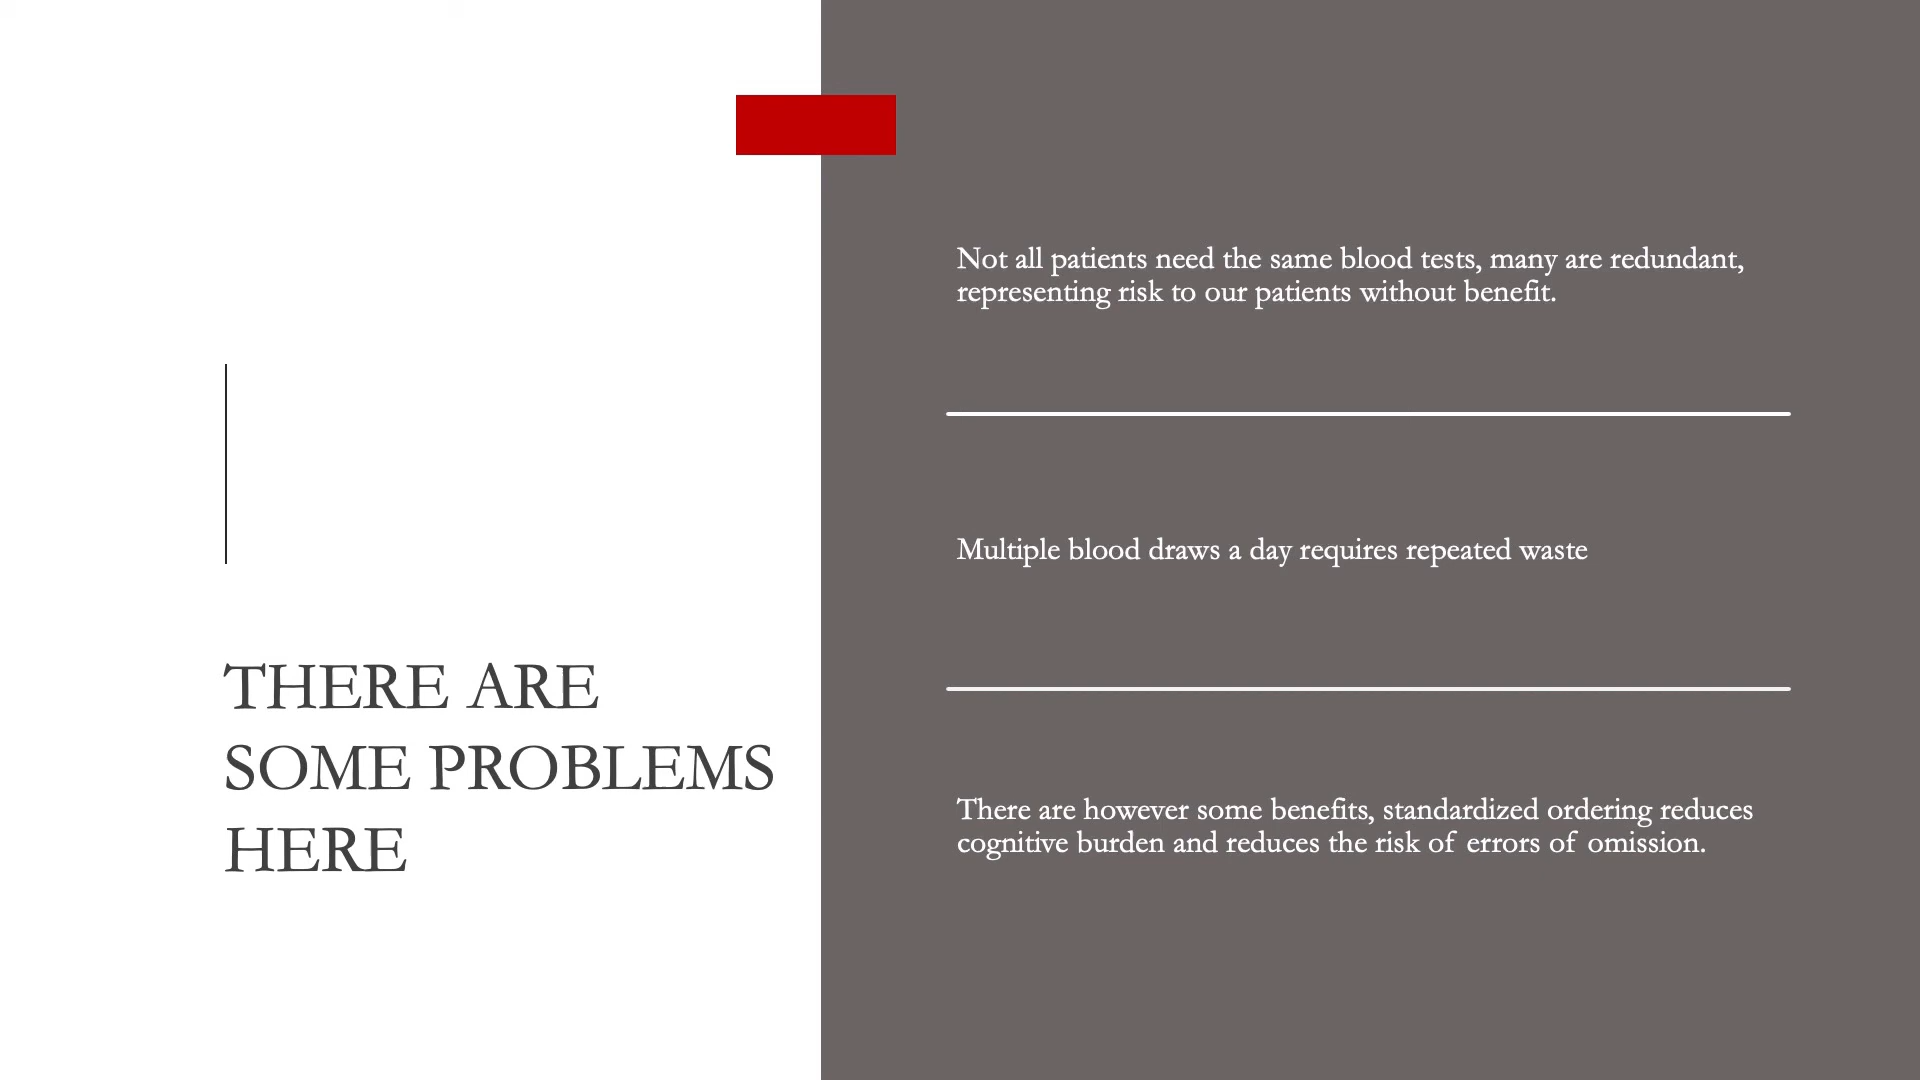 THERE ARE
SOME PROBLEMS
HERE
Not all patients need the same blood tests, many are redundant,
representing risk to our patients without benefit.
Multiple blood draws a day requires repeated waste
There are however some benefits, standardized ordering reduces
cognitive burden and reduces the risk of errors of omission.